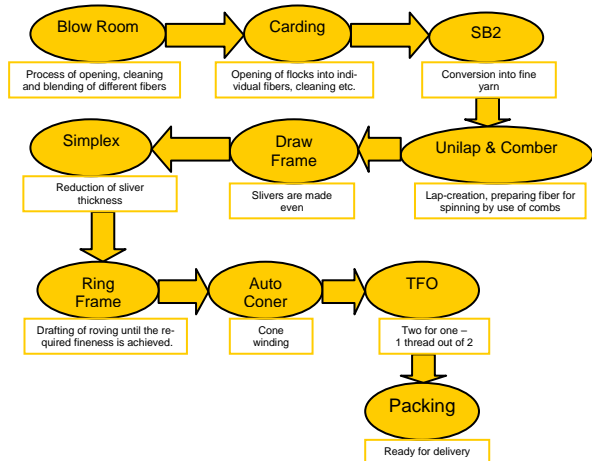 Blow Room
Process of opening, cleaning
and blending of different fibers
Carding
Opening of flocks into indi-
vidual fibers, cleaning etc.
SB2
Conversion into fine
yarn
Unilap & Comber
Lap-creation, preparing fiber for
spinning by use of combs
Draw
Frame
Slivers are made
even
Simplex
Reduction of sliver
thickness
Ring
Frame
Drafting of roving until the re-
quired fineness is achieved.
Auto
Coner
Cone
winding
TFO
Two for one –
1 thread out of 2
Packing
Ready for delivery